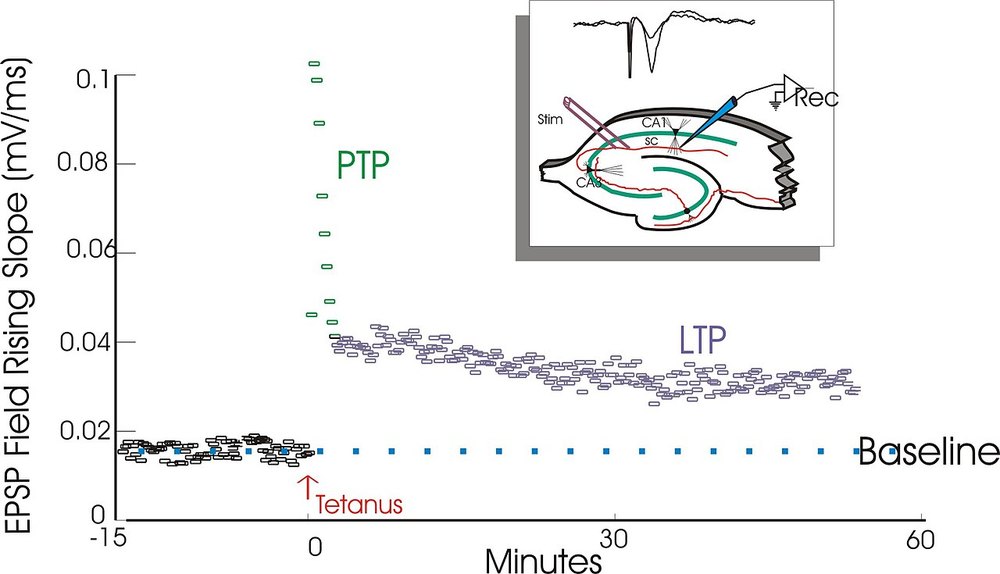 EPSP Field Rising Slope (mV/ms)
0.1
0.08
0.06
0.04
0.02
0
-15
0
30
60
Minutes
PTP
LTP
Baseline
Tetanus
Stim
Rec
CA1
sc
CA3